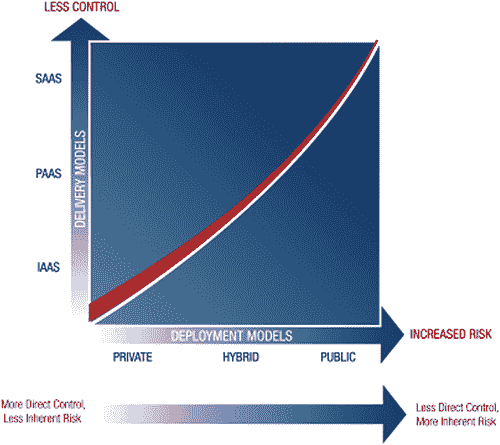 LESS CONTROL
SAAS
PAAS
IAAS
DELIVERY MODELS
DEPLOYMENT MODELS
INCREASED RISK
PRIVATE
HYBRID
PUBLIC
More Direct Control,
Less Inherent Risk
Less Direct Control,
More Inherent Risk